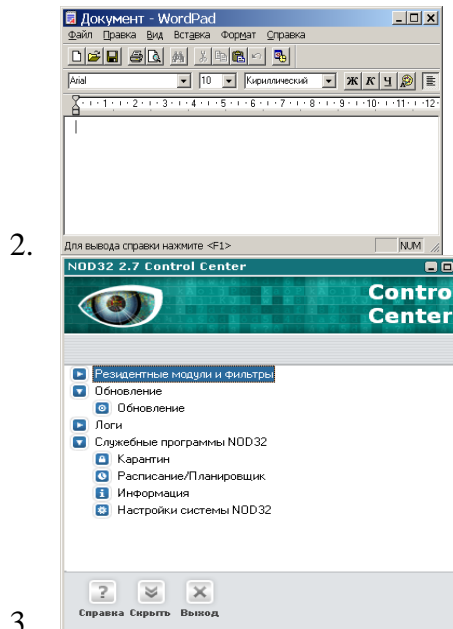 Документ - WordPad
Файл Правка Вид Вставка Формат Справка
Arial 10 Кириллический Ж К Ч
1 2 3 4 5 6 7 8 9 10 11 12
2.
Для вывода справки нажмите <F1> NUM
NOD32 2.7 Control Center
Contro
Center
Резидентные модули и фильтры
Обновление
Обновление
Логи
Служебные программы NOD32
Карантин
Расписание/Планировщик
Информация
Настройки системы NOD32
Справка Скрыть Выход
3